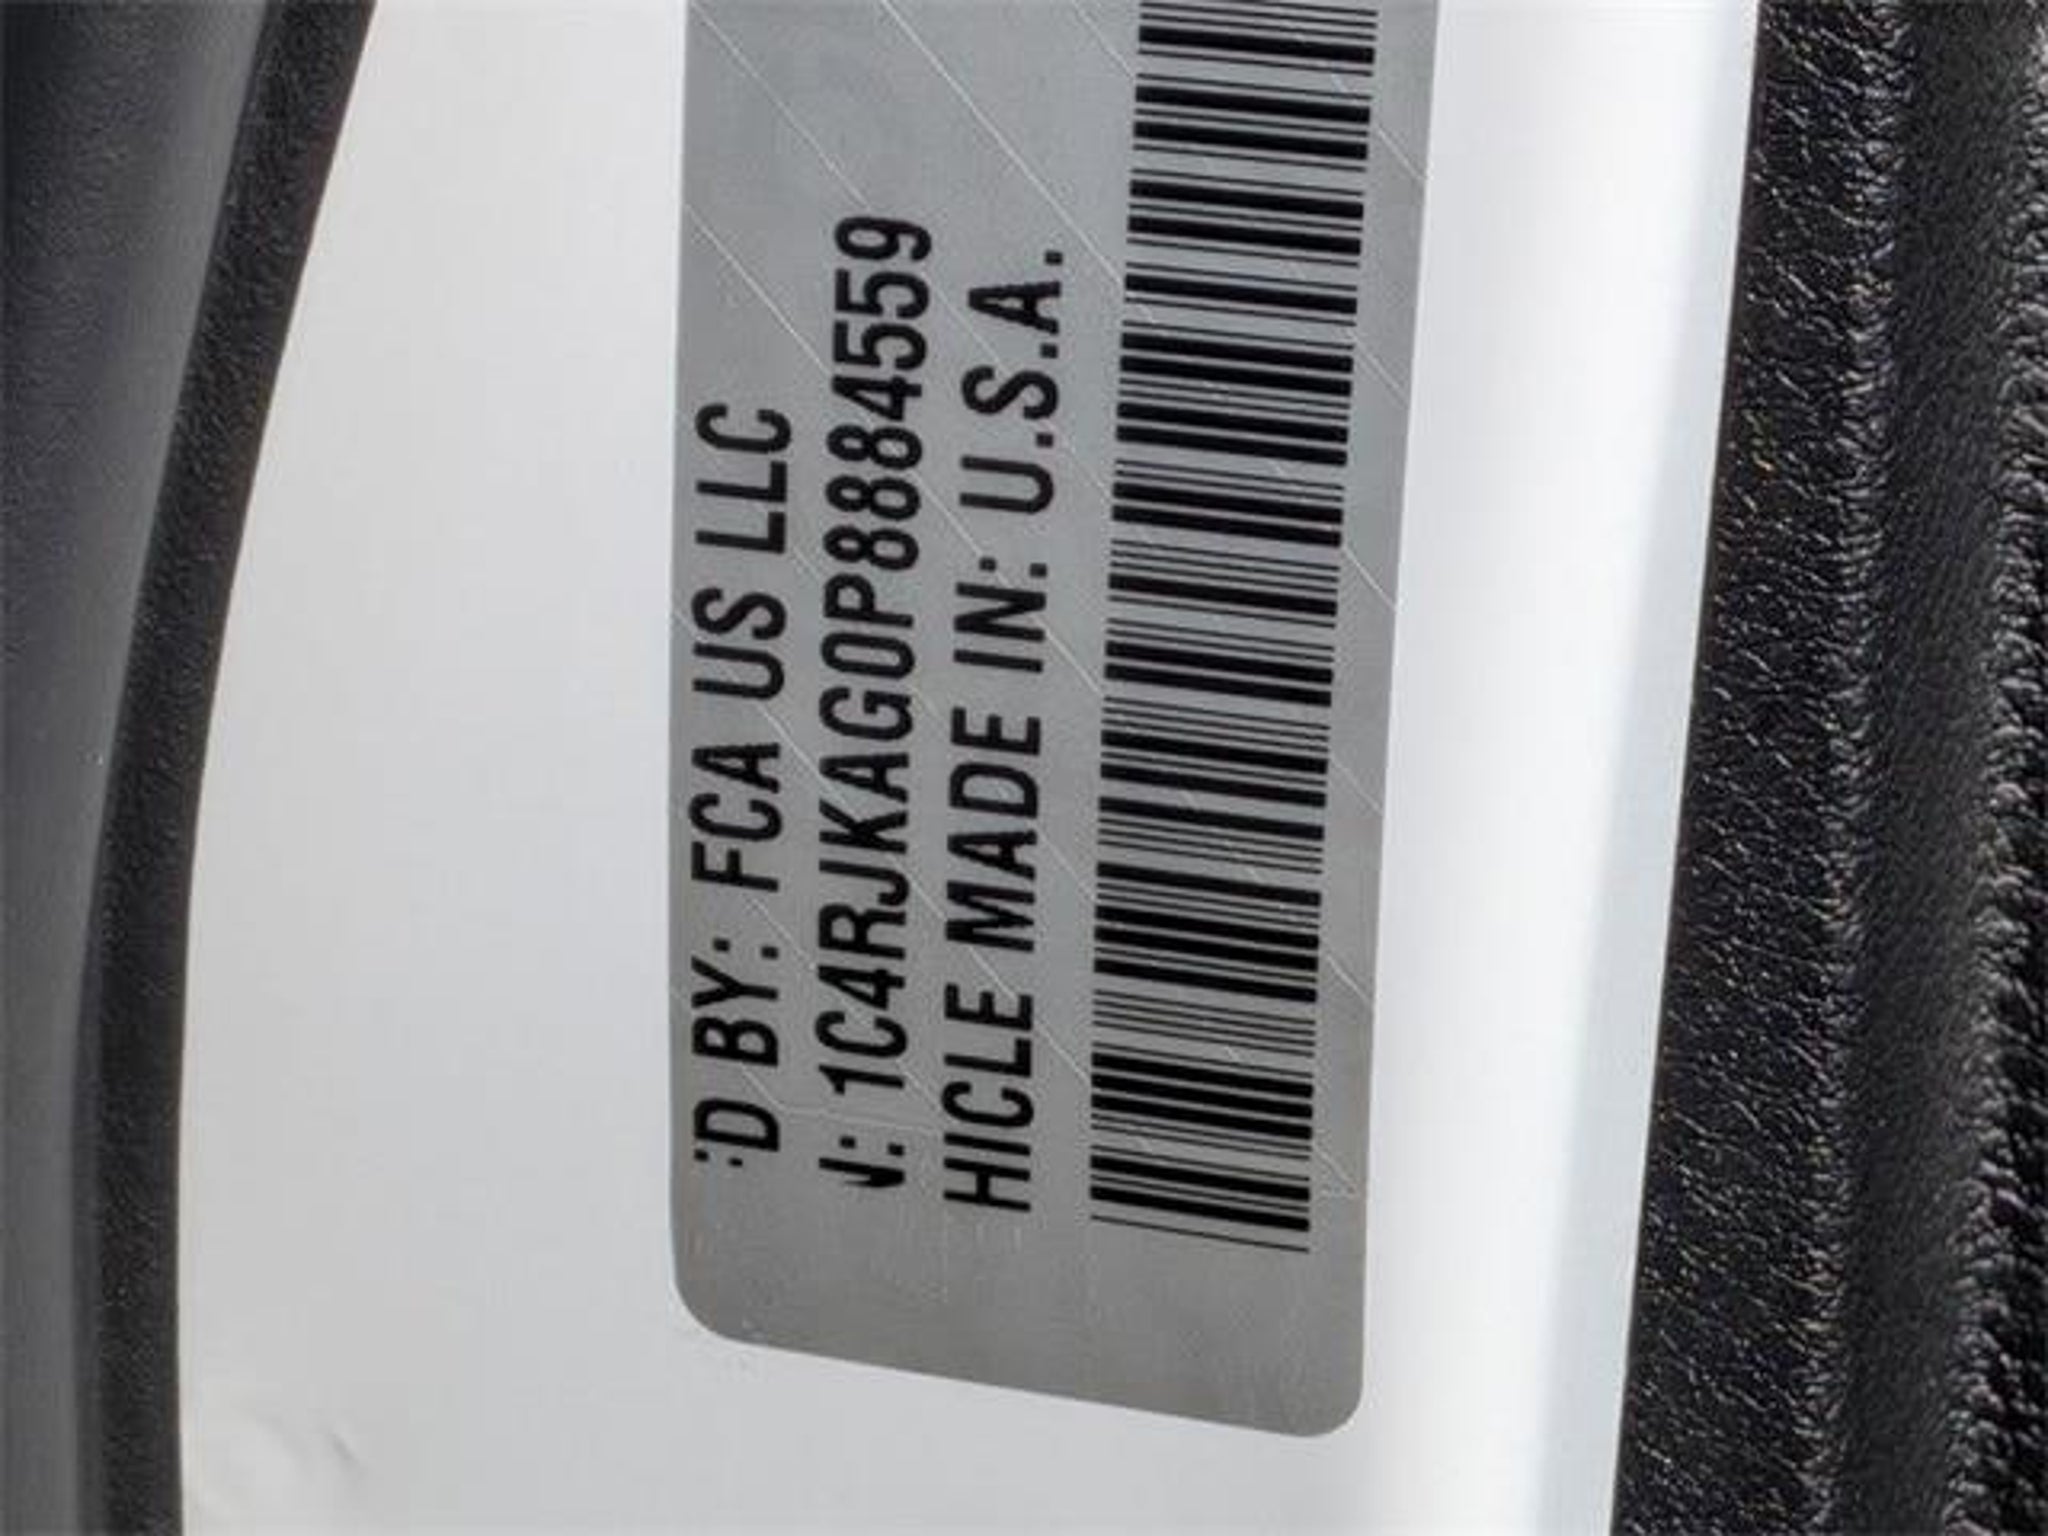 D BY: FCA US LLC
N: 1C4RJKAG0P8884559
HICLE MADE IN: U.S.A.